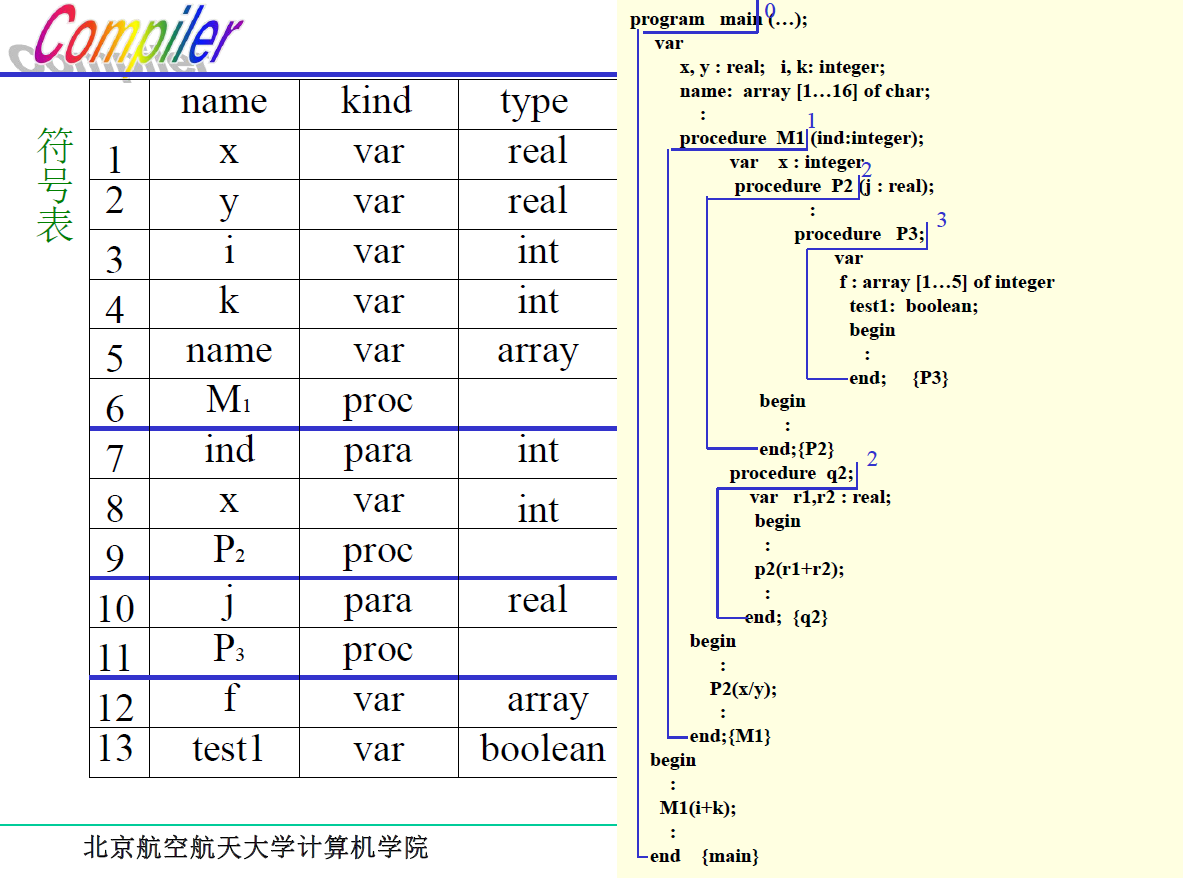 Compiler
符号表
name kind type
1 x var real
2 y var real
3 i var int
4 k var int
5 name var array
6 M1 proc
7 ind para int
8 x var int
9 P2 proc
10 j para real
11 P3 proc
12 f var array
13 test1 var boolean
北京航空航天大学计算机学院
0
program main (…);
var
x, y : real; i, k: integer;
name: array [1…16] of char;
:
1
procedure M1 (ind:integer);
var x : integer
2
procedure P2 (j : real);
:
3
procedure P3;
var
f : array [1…5] of integer
test1: boolean;
begin
:
end; {P3}
begin
:
end;{P2}
2
procedure q2;
var r1,r2 : real;
begin
:
p2(r1+r2);
:
end; {q2}
begin
:
P2(x/y);
:
end;{M1}
begin
:
M1(i+k);
:
end {main}